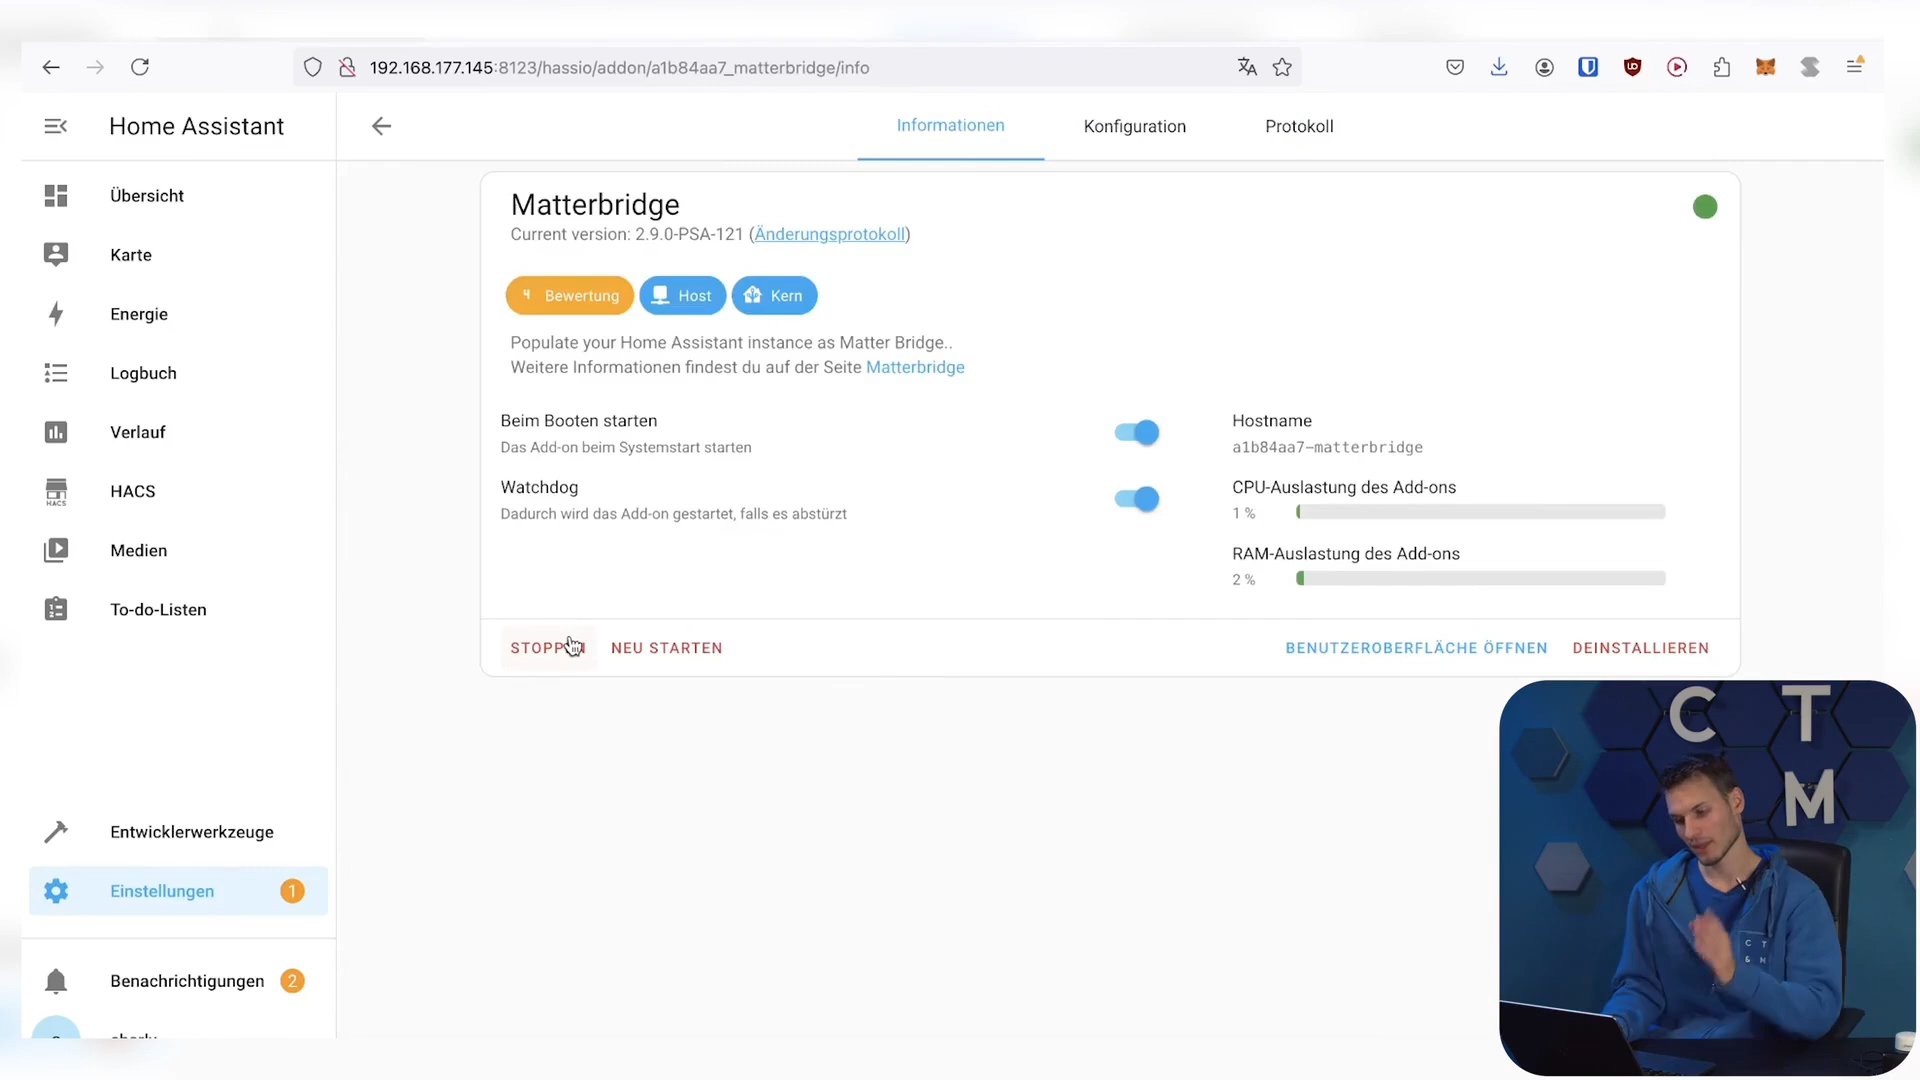 192.168.177.145:8123/hassio/addon/a1b84aa7_matterbridge/info
Home Assistant
Informationen
Konfiguration
Protokoll
Übersicht
Karte
Energie
Logbuch
Verlauf
HACS
HACS
Medien
To-do-Listen
Entwicklerwerkzeuge
Einstellungen
1
Benachrichtigungen
2
Matterbridge
Current version: 2.9.0-PSA-121 (Änderungsprotokoll)
4 Bewertung
Host
Kern
Populate your Home Assistant instance as Matter Bridge..
Weitere Informationen findest du auf der Seite Matterbridge
Beim Booten starten
Das Add-on beim Systemstart starten
Watchdog
Dadurch wird das Add-on gestartet, falls es abstürzt
Hostname
a1b84aa7-matterbridge
CPU-Auslastung des Add-ons
1 %
RAM-Auslastung des Add-ons
2 %
STOPPEN
NEU STARTEN
BENUTZEROBERFLÄCHE ÖFFNEN
DEINSTALLIEREN
C T
M
C T
& M